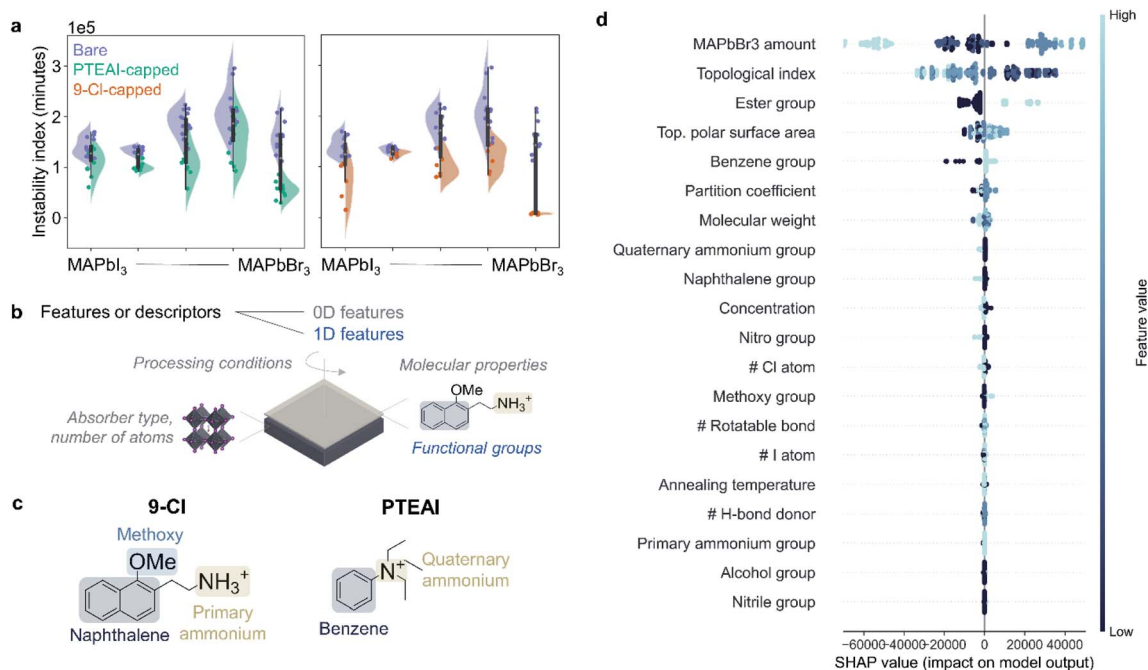 a
1e5
Bare
PTEAI-capped
9-Cl-capped
Instability index (minutes)
3
2
1
0
MAPbI3
MAPbBr3
MAPbI3
MAPbBr3
b
Features or descriptors
0D features
1D features
Processing conditions
Molecular properties
Absorber type,
number of atoms
OMe
NH3+
Functional groups
c
9-Cl
PTEAI
Methoxy
OMe
NH3+
Naphthalene
Primary
ammonium
N+
Quaternary
ammonium
Benzene
d
MAPbBr3 amount
Topological index
Ester group
Top. polar surface area
Benzene group
Partition coefficient
Molecular weight
Quaternary ammonium group
Naphthalene group
Concentration
Nitro group
# Cl atom
Methoxy group
# Rotatable bond
# I atom
Annealing temperature
# H-bond donor
Primary ammonium group
Alcohol group
Nitrile group
-60000 -40000 -20000 0 20000 40000
SHAP value (impact on model output)
High
Feature value
Low